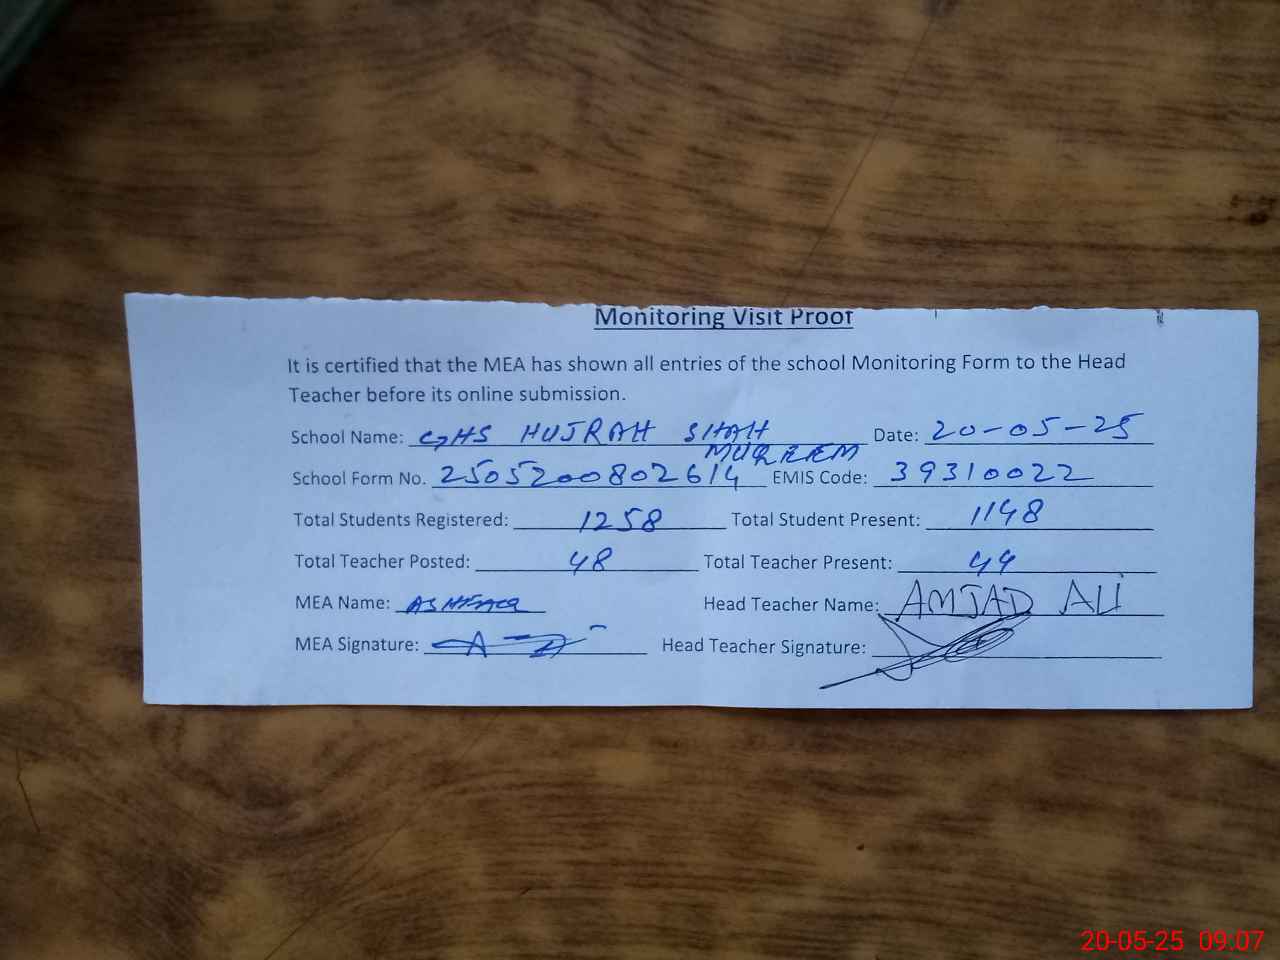 Monitoring Visit Proof
It is certified that the MEA has shown all entries of the school Monitoring Form to the Head
Teacher before its online submission.
School Name: GHS HUJRAH SHAH MUQEEM Date: 20-05-25
School Form No. 2505200802614 EMIS Code: 39310022
Total Students Registered: 1258 Total Student Present: 1148
Total Teacher Posted: 48 Total Teacher Present: 44
MEA Name: ASHFAQ Head Teacher Name: AMJAD ALI
MEA Signature: Head Teacher Signature:
20-05-25 09:07